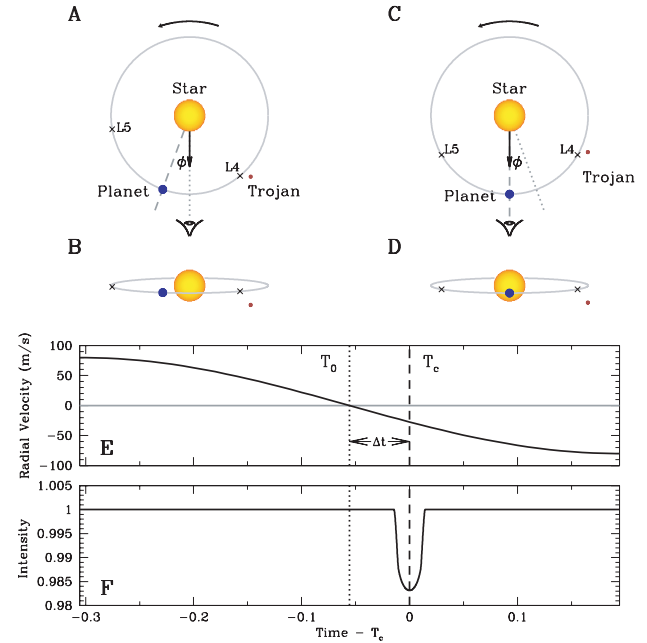 A
Star
L5
ϕ
L4
Planet
Trojan
B
C
Star
L5
ϕ
L4
Planet
Trojan
D
Radial Velocity (m/s)
100
50
0
−50
−100
T₀
T꜀
Δt
E
Intensity
1.005
1
0.995
0.99
0.985
0.98
F
−0.3
−0.2
−0.1
0
0.1
Time − T꜀